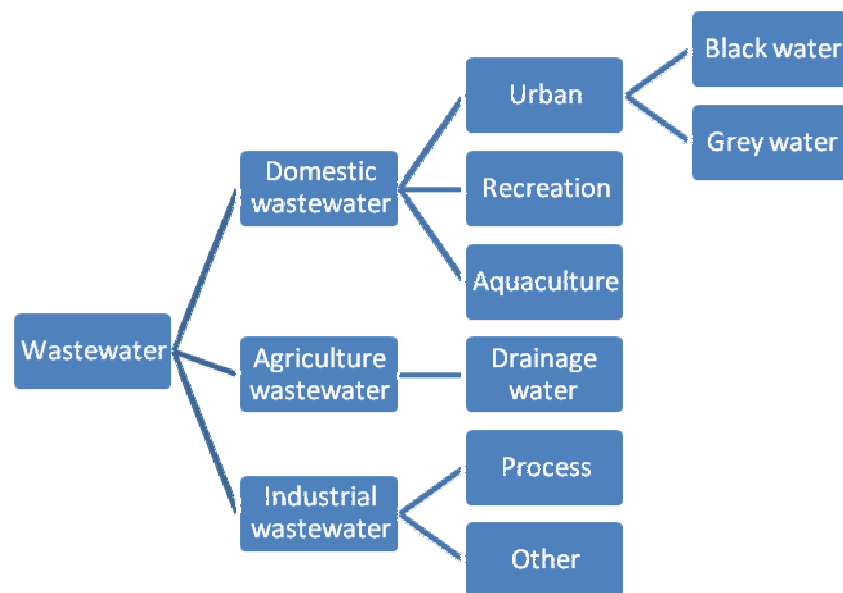 Black water
Urban
Grey water
Domestic
wastewater
Recreation
Aquaculture
Wastewater
Agriculture
wastewater
Drainage
water
Process
Industrial
wastewater
Other